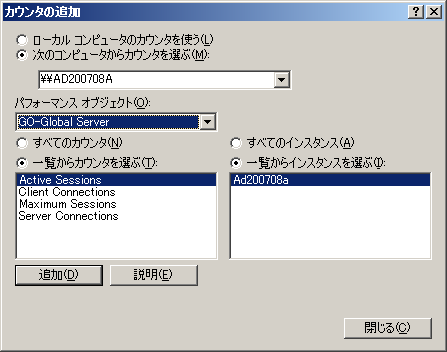 カウンタの追加
ローカル コンピュータのカウンタを使う(L)
次のコンピュータからカウンタを選ぶ(M):
¥¥AD200708A
パフォーマンス オブジェクト(O):
GO-Global Server
すべてのカウンタ(N)
すべてのインスタンス(A)
一覧からカウンタを選ぶ(T):
一覧からインスタンスを選ぶ(I):
Active Sessions
Client Connections
Maximum Sessions
Server Connections
Ad200708a
追加(D)
説明(E)
閉じる(C)